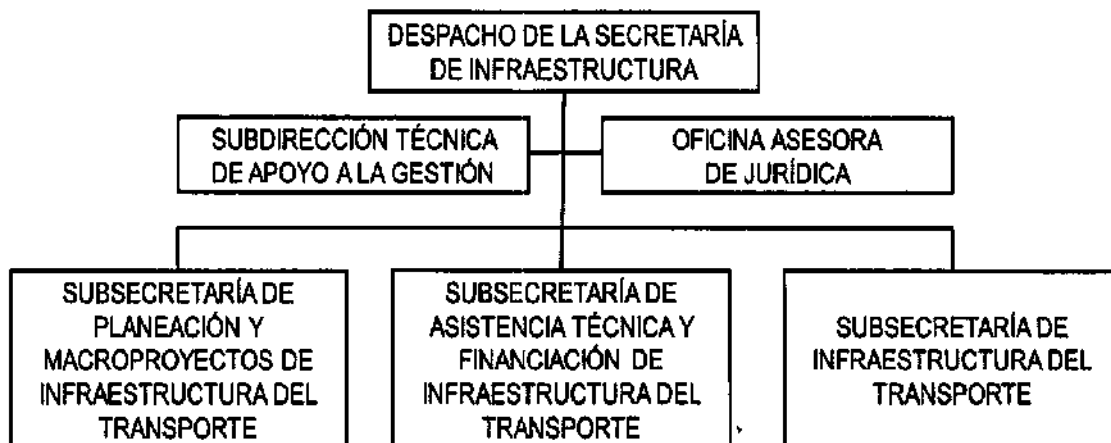 DESPACHO DE LA SECRETARÍA
DE INFRAESTRUCTURA
SUBDIRECCIÓN TÉCNICA
DE APOYO A LA GESTIÓN
OFICINA ASESORA
DE JURÍDICA
SUBSECRETARÍA DE
PLANEACIÓN Y
MACROPROYECTOS DE
INFRAESTRUCTURA DEL
TRANSPORTE
SUBSECRETARÍA DE
ASISTENCIA TÉCNICA Y
FINANCIACIÓN DE
INFRAESTRUCTURA DEL
TRANSPORTE
SUBSECRETARÍA DE
INFRAESTRUCTURA DEL
TRANSPORTE